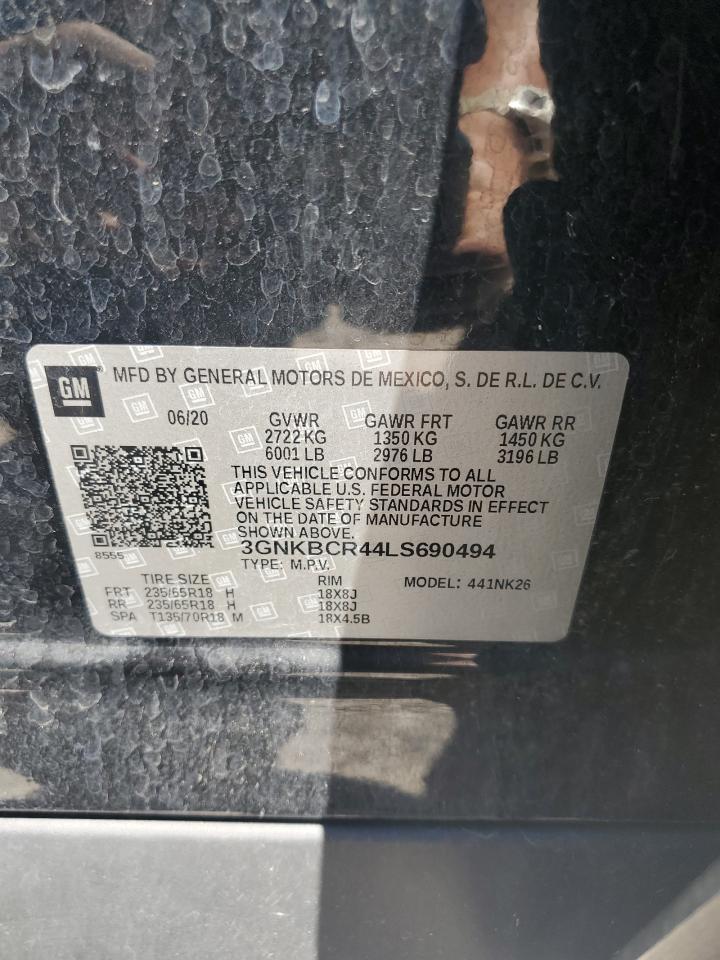 GM MFD BY GENERAL MOTORS DE MEXICO, S. DE R.L. DE C.V.
06/20 GVWR GAWR FRT GAWR RR
2722 KG 1350 KG 1450 KG
6001 LB 2976 LB 3196 LB
THIS VEHICLE CONFORMS TO ALL
APPLICABLE U.S. FEDERAL MOTOR
VEHICLE SAFETY STANDARDS IN EFFECT
ON THE DATE OF MANUFACTURE
SHOWN ABOVE.
8555 3GNKBCR44LS690494
TYPE: M.P.V.
TIRE SIZE RIM MODEL: 441NK26
FRT 235/65R18 H 18X8J
RR 235/65R18 H 18X8J
SPA T135/70R18 M 18X4.5B